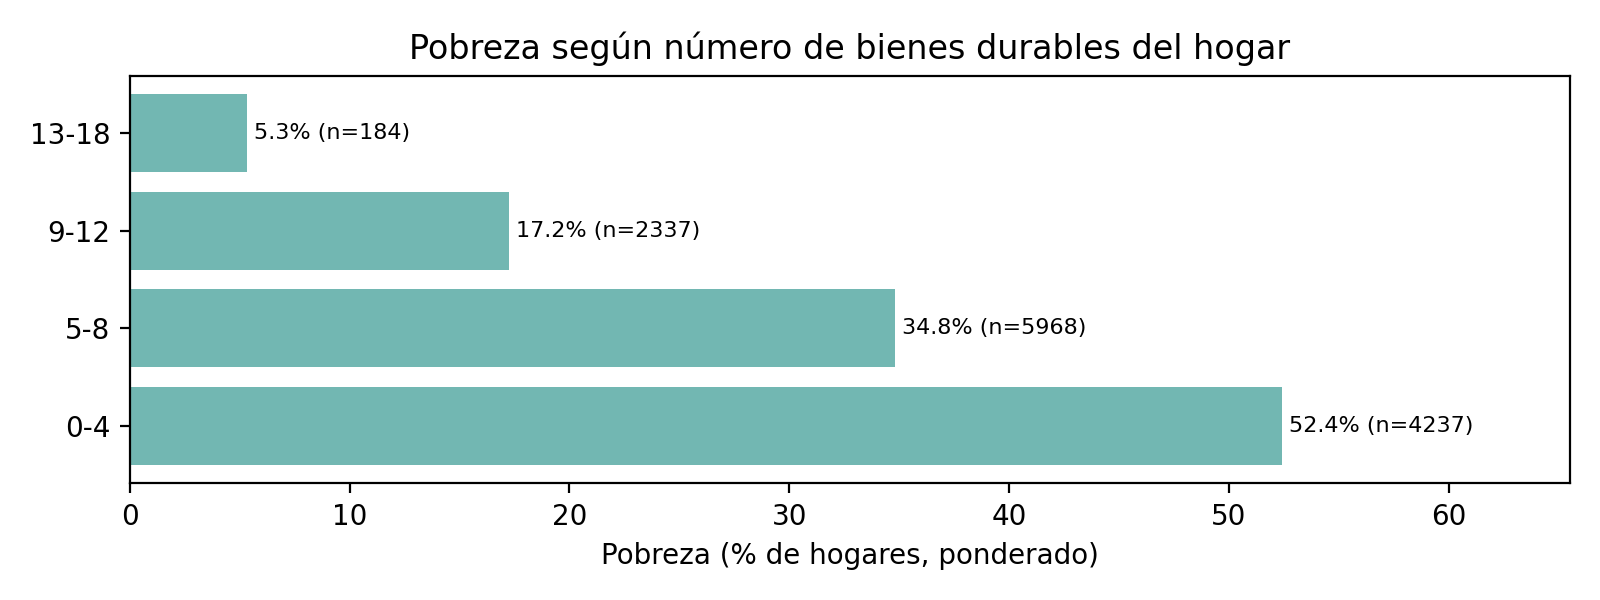 Pobreza según número de bienes durables del hogar
13-18
5.3% (n=184)
9-12
17.2% (n=2337)
5-8
34.8% (n=5968)
0-4
52.4% (n=4237)
0 10 20 30 40 50 60
Pobreza (% de hogares, ponderado)